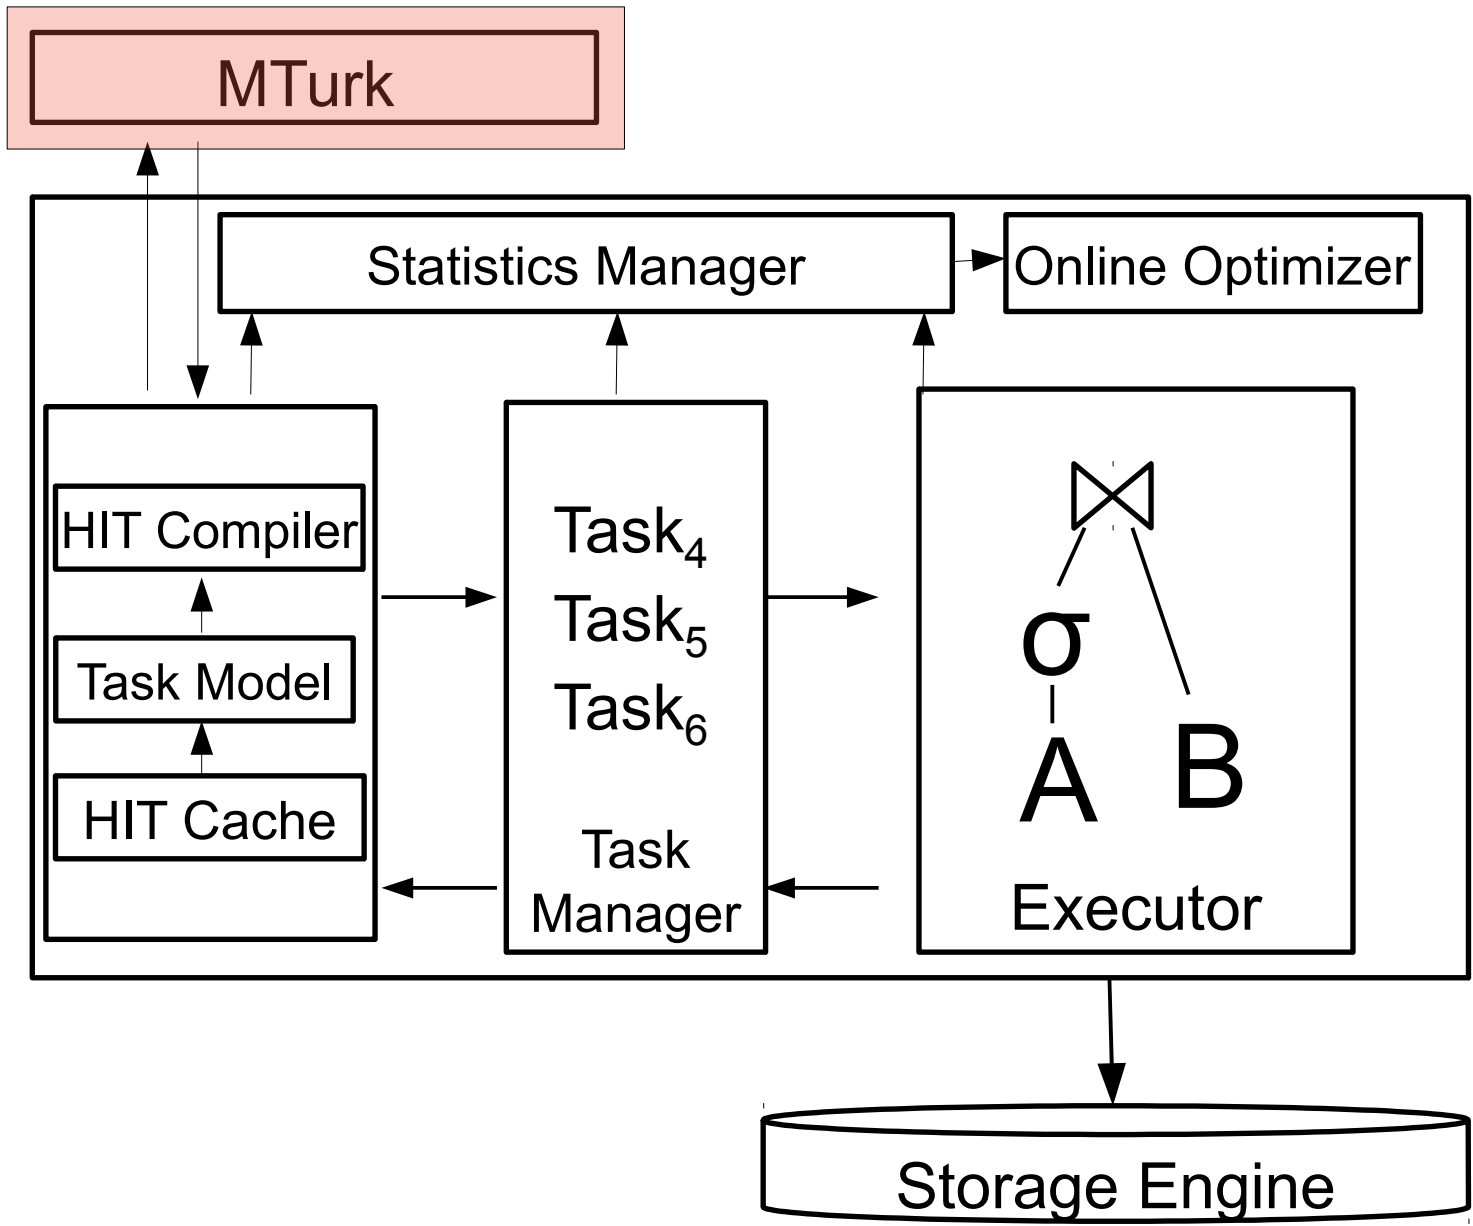 MTurk
Statistics Manager
Online Optimizer
HIT Compiler
Task Model
HIT Cache
Task₄
Task₅
Task₆
Task
Manager
⋈
σ
A
B
Executor
Storage Engine